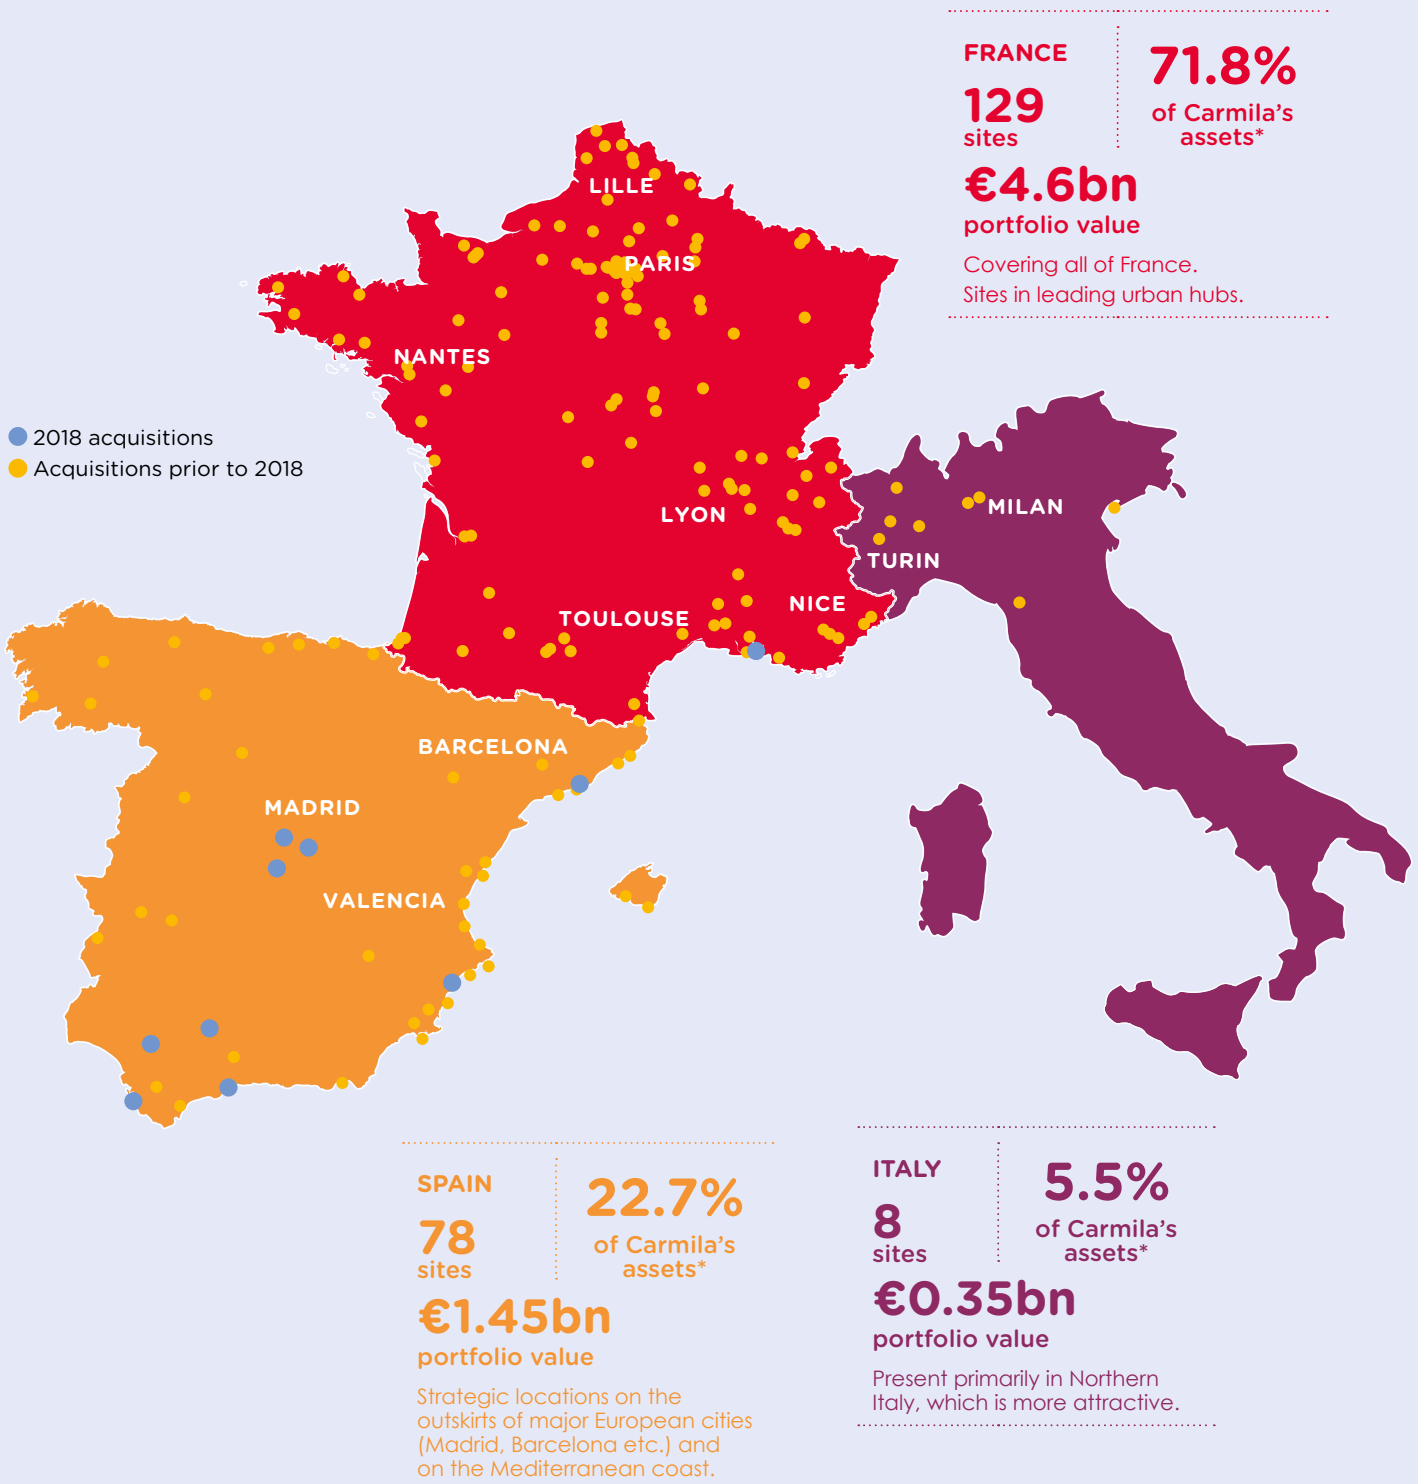 FRANCE
129
sites
71.8%
of Carmila's
assets*
€4.6bn
portfolio value
Covering all of France.
Sites in leading urban hubs.
LILLE
PARIS
NANTES
2018 acquisitions
Acquisitions prior to 2018
LYON
MILAN
TURIN
NICE
TOULOUSE
BARCELONA
MADRID
VALENCIA
SPAIN
78
sites
22.7%
of Carmila's
assets*
€1.45bn
portfolio value
Strategic locations on the
outskirts of major European cities
(Madrid, Barcelona etc.) and
on the Mediterranean coast.
ITALY
8
sites
5.5%
of Carmila's
assets*
€0.35bn
portfolio value
Present primarily in Northern
Italy, which is more attractive.